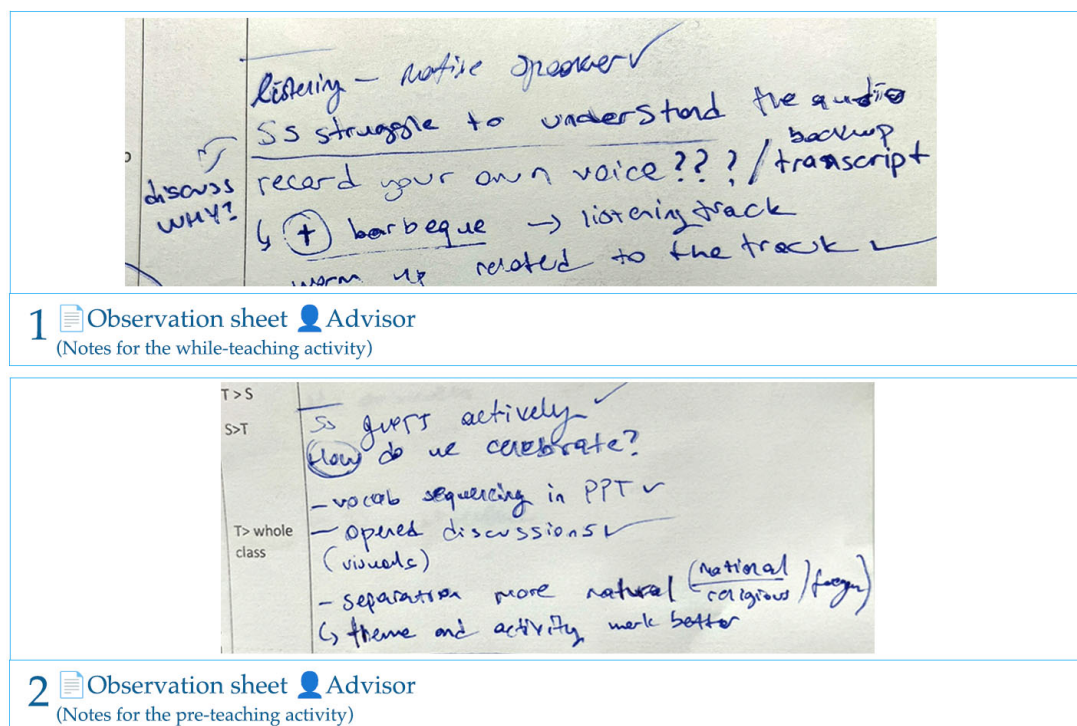 listening – native speaker ✓
Ss struggle to understand the audio
discuss WHY?
backup
record your own voice??? / transcript
↳ (+) barbeque → listening track
warm up related to the track ✓
1 Observation sheet Advisor
(Notes for the while-teaching activity)
T > S
S>T
T> whole
class
Ss guess actively ✓
How do we celebrate?
– vocab sequencing in PPT ✓
– opened discussions ✓
(visuals)
– separation more natural (national / religious /
↳ theme and activity work better
2 Observation sheet Advisor
(Notes for the pre-teaching activity)